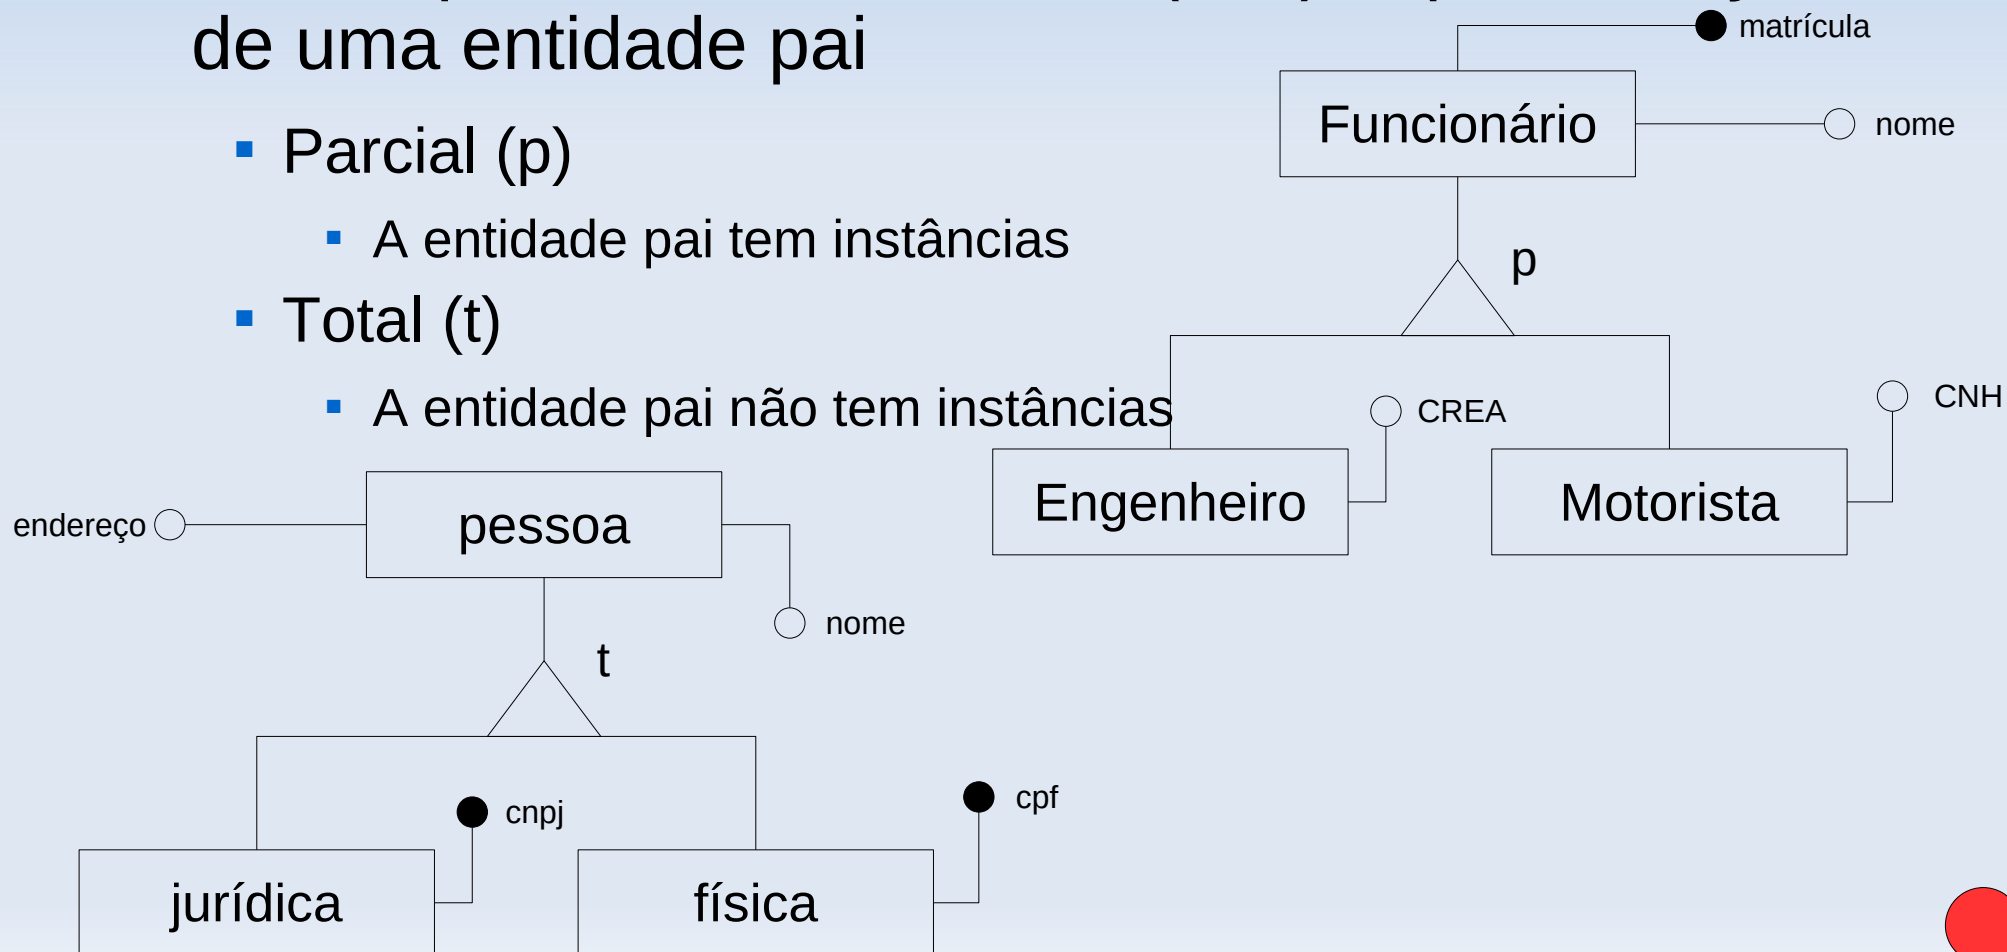 de uma entidade pai
Parcial (p)
A entidade pai tem instâncias
Total (t)
A entidade pai não tem instâncias
matrícula
Funcionário
nome
p
CREA
CNH
Engenheiro
Motorista
endereço
pessoa
nome
t
cnpj
cpf
jurídica
física